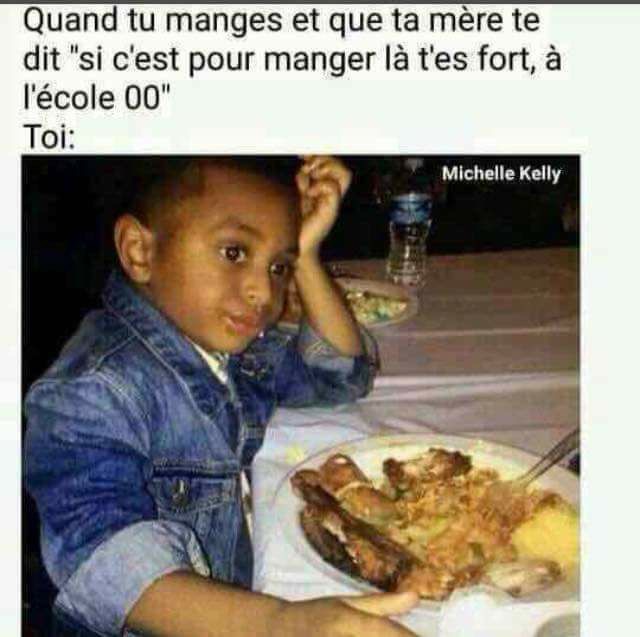 Quand tu manges et que ta mère te
dit "si c'est pour manger là t'es fort, à
l'école 00"
Toi:
Michelle Kelly